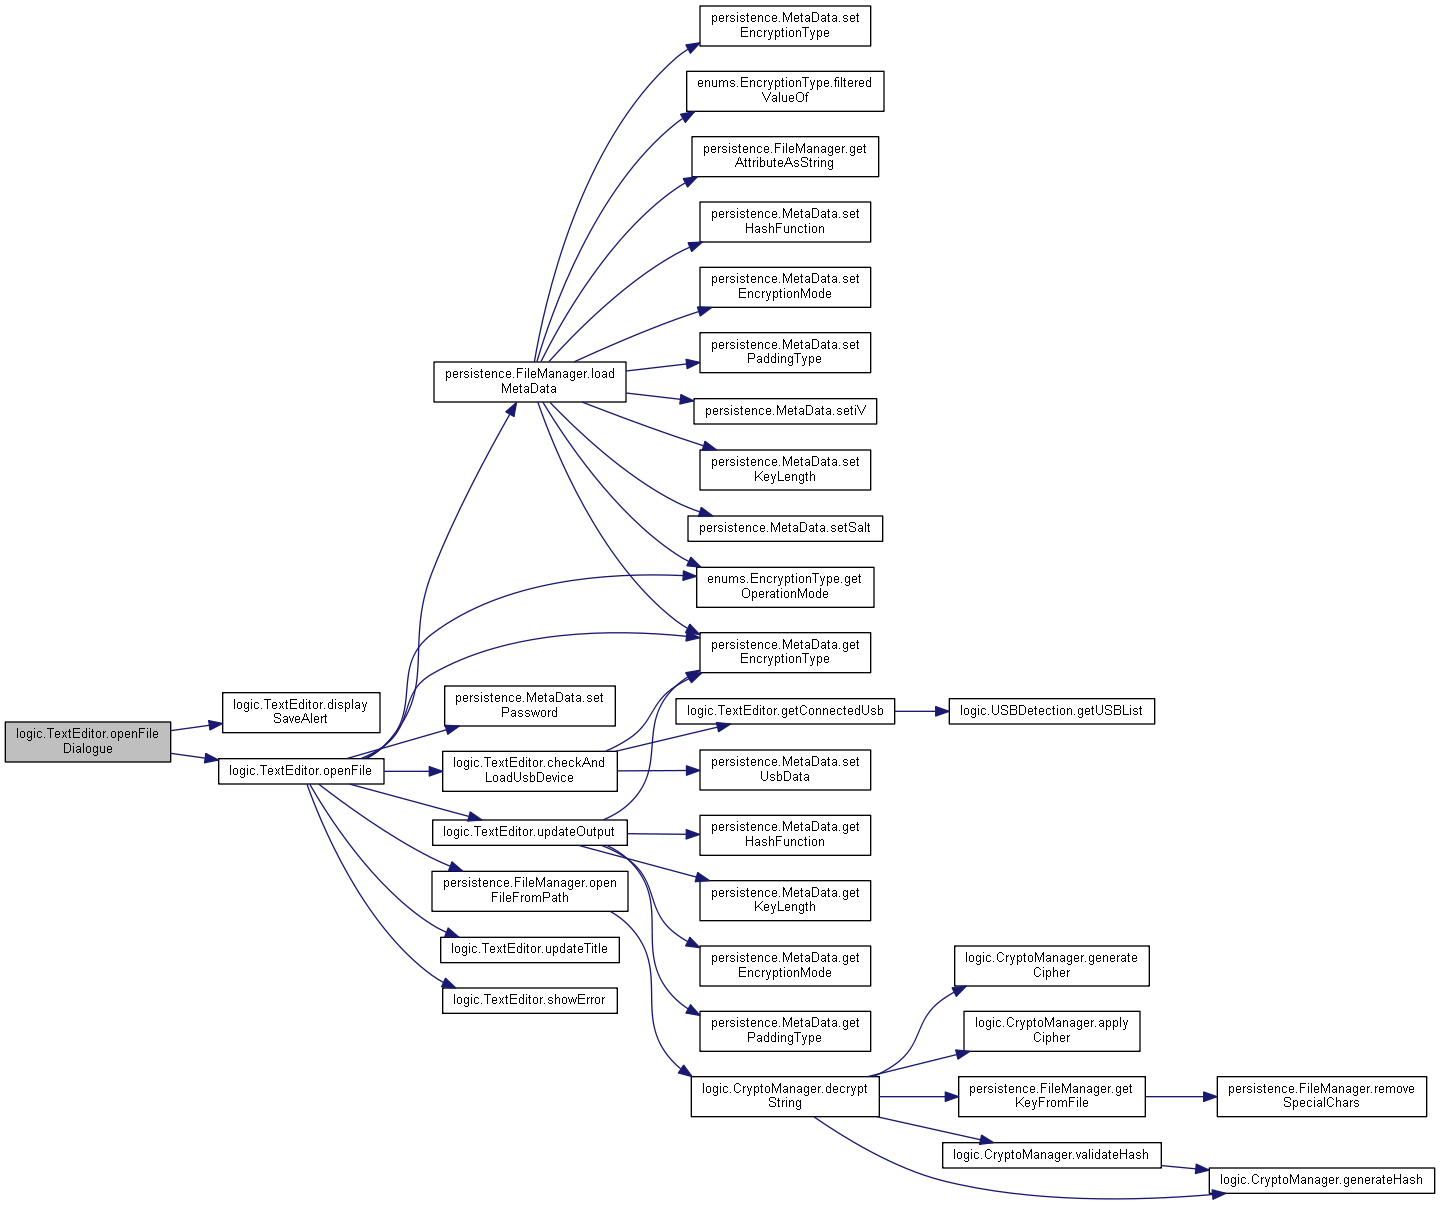 persistence.MetaData.set
EncryptionType
enums.EncryptionType.filtered
ValueOf
persistence.FileManager.get
AttributeAsString
persistence.MetaData.set
HashFunction
persistence.MetaData.set
EncryptionMode
persistence.MetaData.set
PaddingType
persistence.FileManager.load
MetaData
persistence.MetaData.setiV
persistence.MetaData.set
KeyLength
persistence.MetaData.setSalt
enums.EncryptionType.get
OperationMode
persistence.MetaData.get
EncryptionType
logic.TextEditor.openFile
Dialogue
logic.TextEditor.display
SaveAlert
logic.TextEditor.openFile
persistence.MetaData.set
Password
logic.TextEditor.getConnectedUsb
logic.USBDetection.getUSBList
logic.TextEditor.checkAnd
LoadUsbDevice
persistence.MetaData.set
UsbData
logic.TextEditor.updateOutput
persistence.MetaData.get
HashFunction
persistence.FileManager.open
FileFromPath
persistence.MetaData.get
KeyLength
logic.TextEditor.updateTitle
persistence.MetaData.get
EncryptionMode
logic.TextEditor.showError
persistence.MetaData.get
PaddingType
logic.CryptoManager.generate
Cipher
logic.CryptoManager.apply
Cipher
logic.CryptoManager.decrypt
String
persistence.FileManager.get
KeyFromFile
persistence.FileManager.remove
SpecialChars
logic.CryptoManager.validateHash
logic.CryptoManager.generateHash